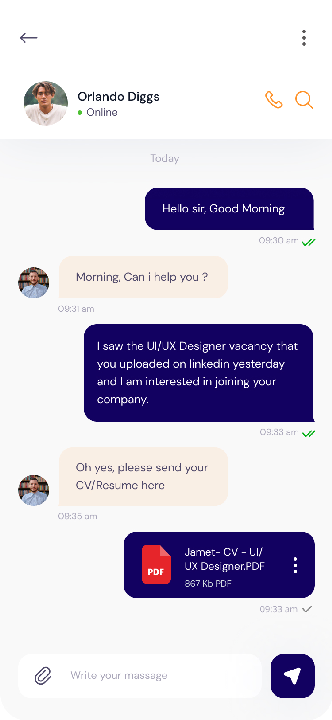 Orlando Diggs
Online
Today
Hello sir, Good Morning
09:30 am
Morning, Can i help you ?
09:31 am
I saw the UI/UX Designer vacancy that
you uploaded on linkedin yesterday
and I am interested in joining your
company.
09:33 am
Oh yes, please send your
CV/Resume here
09:35 am
PDF
Jamet- CV - UI/
UX Designer.PDF
867 Kb PDF
09:33 am
Write your massage